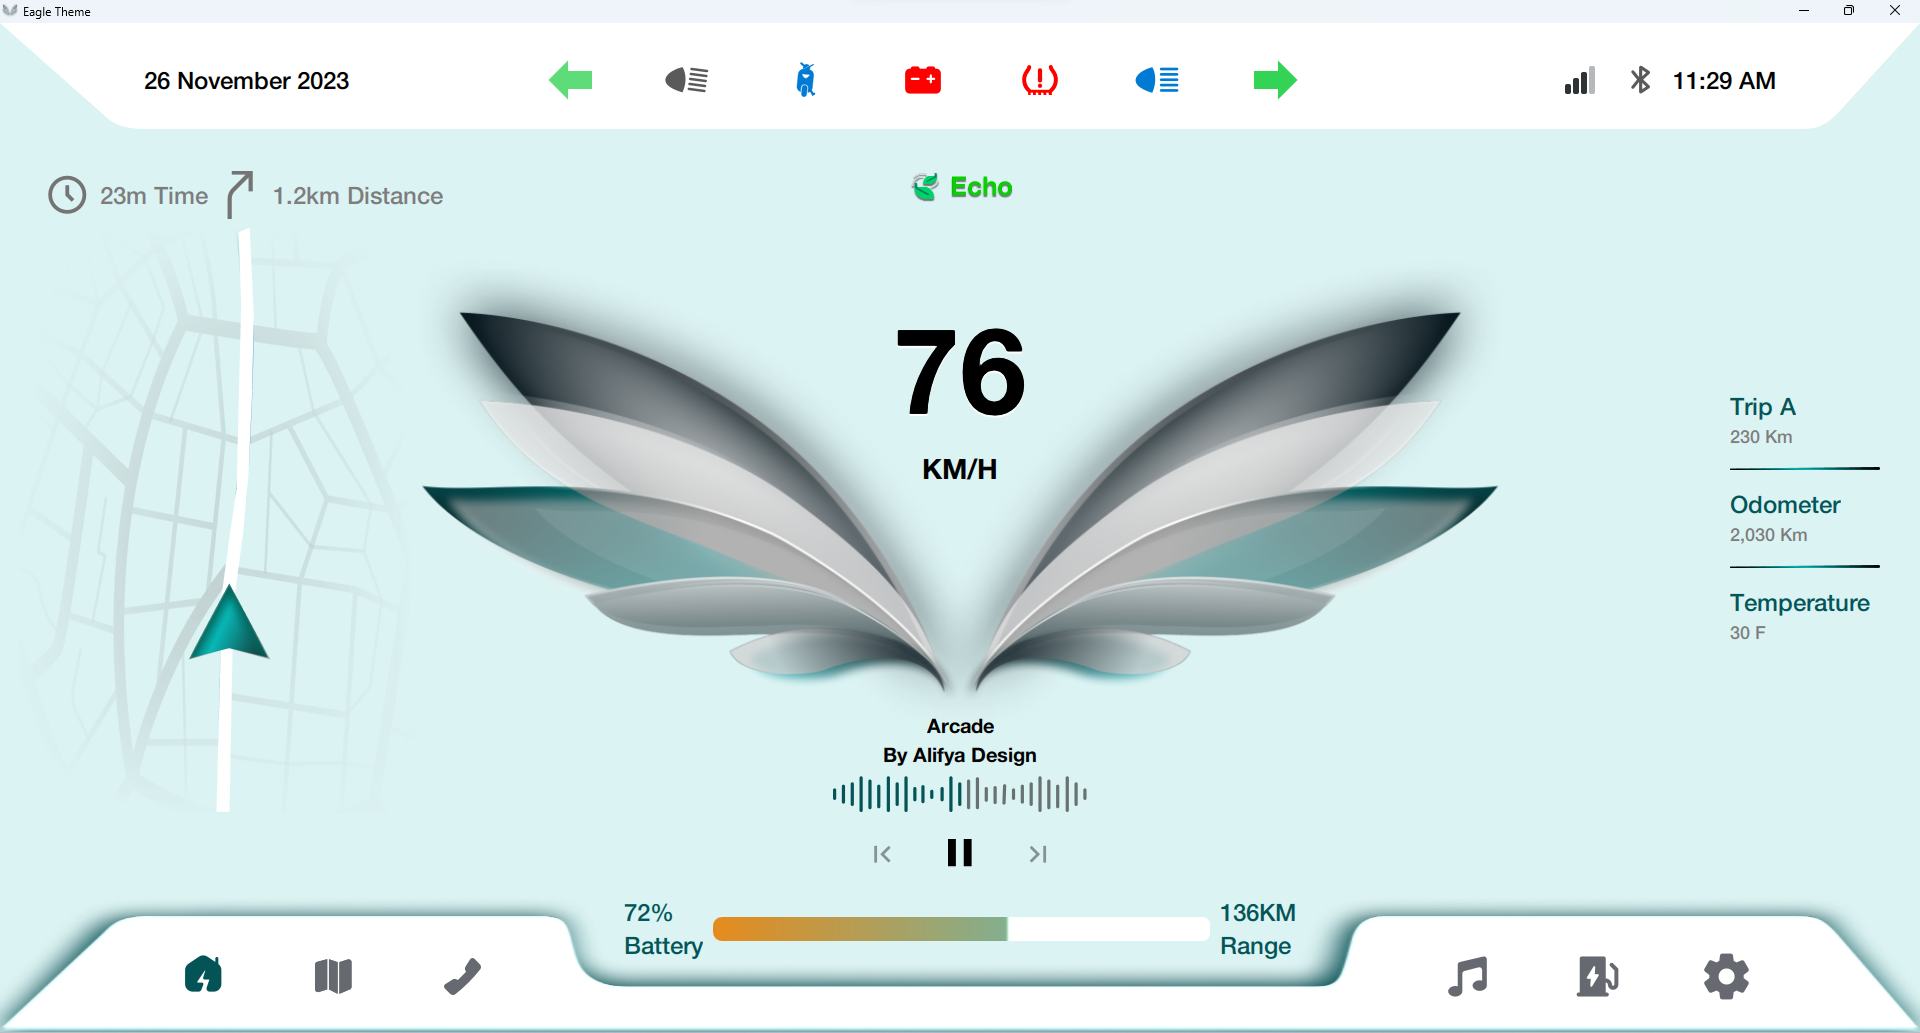 Eagle Theme
26 November 2023
11:29 AM
23m Time
1.2km Distance
Echo
76
KM/H
Trip A
230 Km
Odometer
2,030 Km
Temperature
30 F
Arcade
By Alifya Design
72%
Battery
136KM
Range